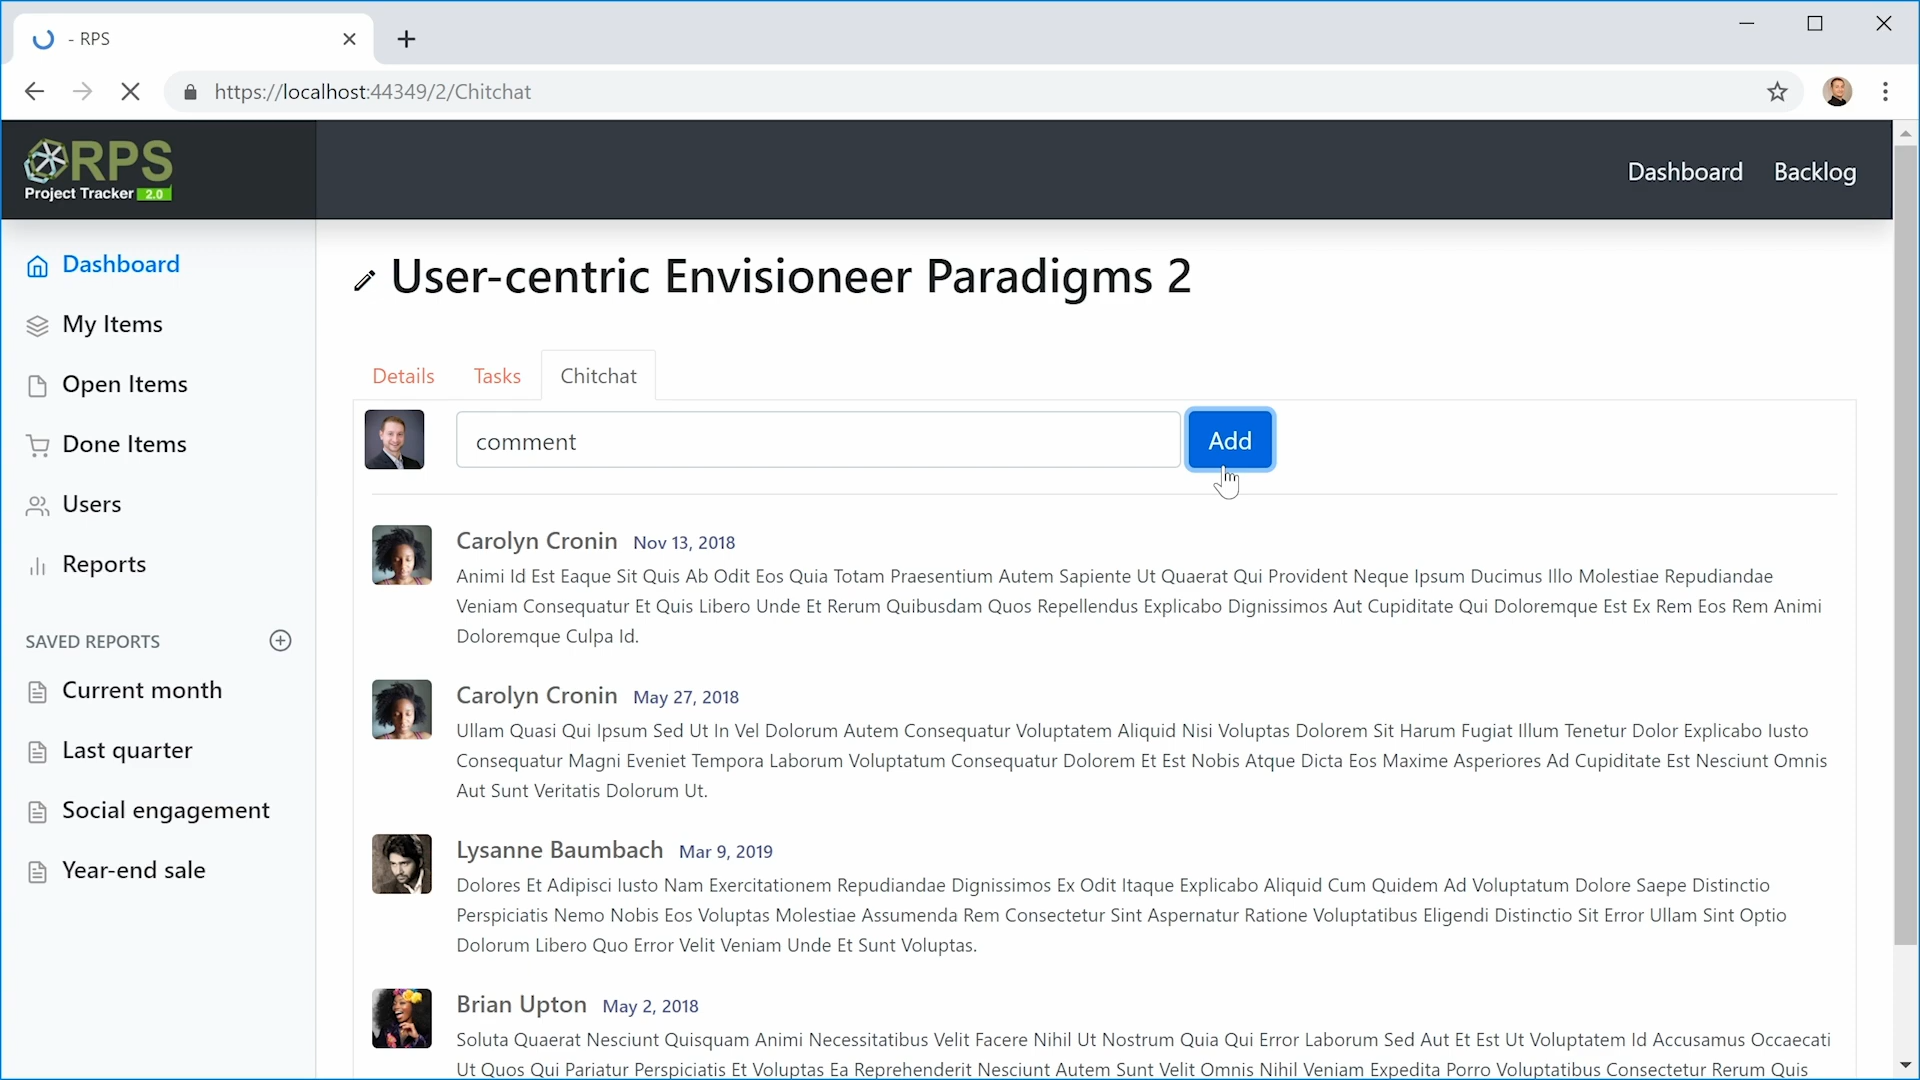 - RPS
https://localhost:44349/2/Chitchat
RPS
Project Tracker 2.0
Dashboard Backlog
Dashboard
My Items
Open Items
Done Items
Users
Reports
SAVED REPORTS
Current month
Last quarter
Social engagement
Year-end sale
User-centric Envisioneer Paradigms 2
Details Tasks Chitchat
comment Add
Carolyn Cronin Nov 13, 2018
Animi Id Est Eaque Sit Quis Ab Odit Eos Quia Totam Praesentium Autem Sapiente Ut Quaerat Qui Provident Neque Ipsum Ducimus Illo Molestiae Repudiandae
Veniam Consequatur Et Quis Libero Unde Et Rerum Quibusdam Quos Repellendus Explicabo Dignissimos Aut Cupiditate Qui Doloremque Est Ex Rem Eos Rem Animi
Doloremque Culpa Id.
Carolyn Cronin May 27, 2018
Ullam Quasi Qui Ipsum Sed Ut In Vel Dolorum Autem Consequatur Voluptatem Aliquid Nisi Voluptas Dolorem Sit Harum Fugiat Illum Tenetur Dolor Explicabo Iusto
Consequatur Magni Eveniet Tempora Laborum Voluptatum Consequatur Dolorem Et Est Nobis Atque Dicta Eos Maxime Asperiores Ad Cupiditate Est Nesciunt Omnis
Aut Sunt Veritatis Dolorum Ut.
Lysanne Baumbach Mar 9, 2019
Dolores Et Adipisci Iusto Nam Exercitationem Repudiandae Dignissimos Ex Odit Itaque Explicabo Aliquid Cum Quidem Ad Voluptatum Dolore Saepe Distinctio
Perspiciatis Nemo Nobis Eos Voluptas Molestiae Assumenda Rem Consectetur Sint Aspernatur Ratione Voluptatibus Eligendi Distinctio Sit Error Ullam Sint Optio
Dolorum Libero Quo Error Velit Veniam Unde Et Sunt Voluptas.
Brian Upton May 2, 2018
Soluta Quaerat Nesciunt Quisquam Animi Necessitatibus Velit Facere Nihil Ut Nostrum Quia Qui Error Laborum Sed Aut Et Est Ut Voluptatem Id Accusamus Occaecati
Ut Quos Qui Pariatur Perspiciatis Et Voluptas Ea Reprehenderit Nesciunt Autem Sunt Velit Omnis Nihil Veniam Expedita Porro Voluptatibus Consectetur Rerum Quis